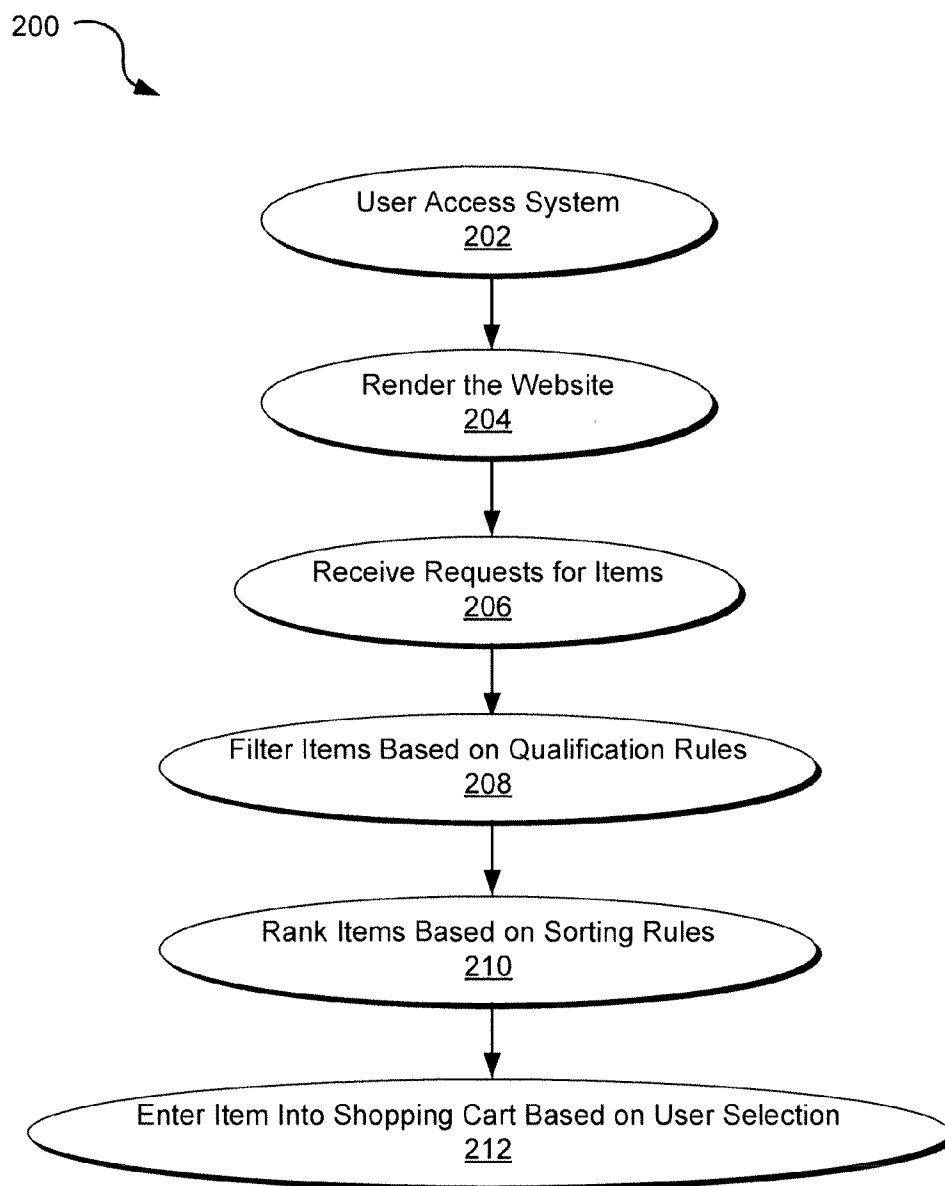 200
User Access System
202
Render the Website
204
Receive Requests for Items
206
Filter Items Based on Qualification Rules
208
Rank Items Based on Sorting Rules
210
Enter Item Into Shopping Cart Based on User Selection
212